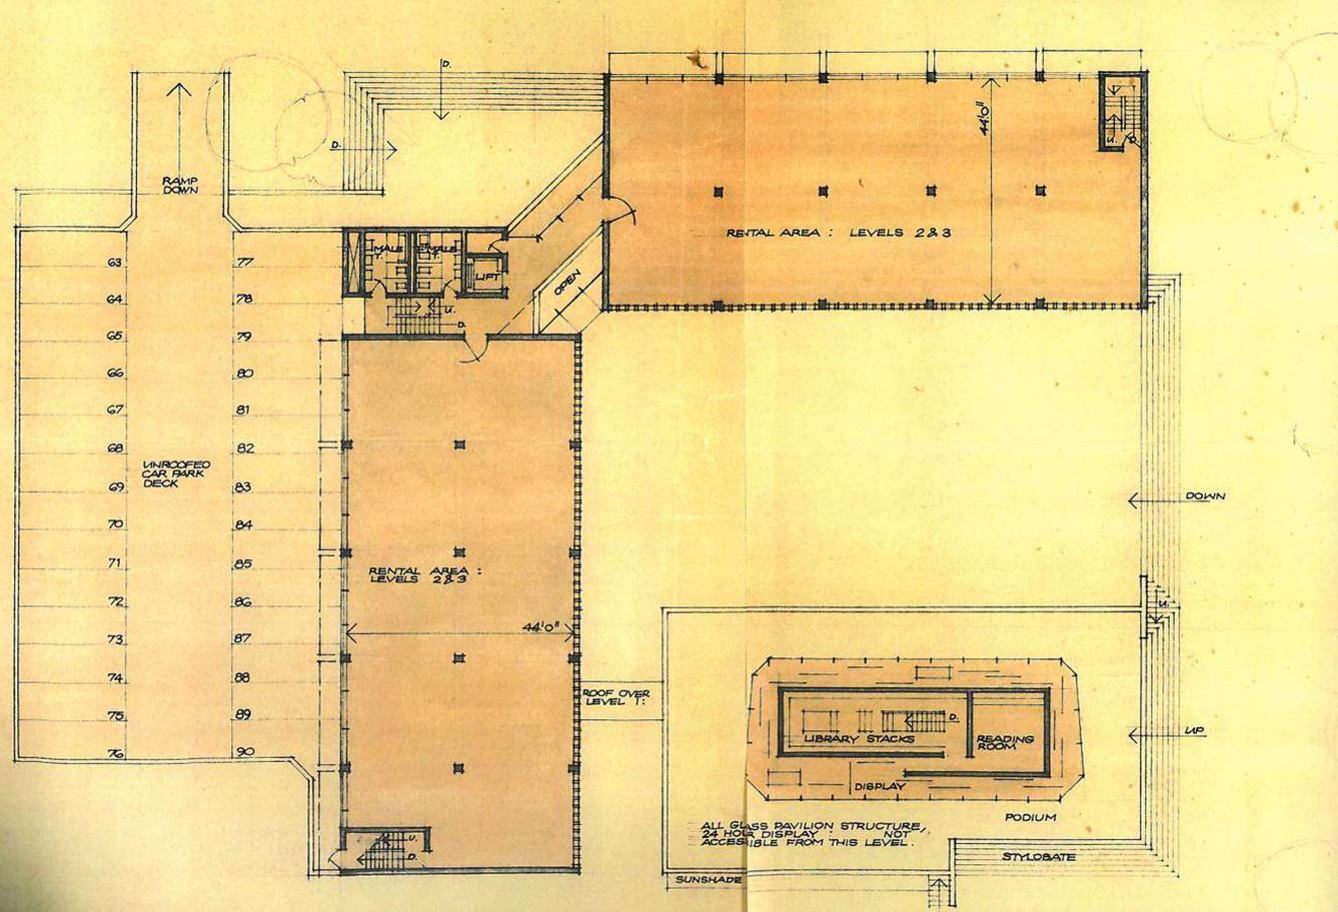 D.
D.
RAMP
DOWN
44'0"
U.
D.
RENTAL AREA : LEVELS 2 & 3
MALE
T.
FEMALE
T.
LIFT
OPEN
U.
D.
63
64
65
66
67
68
69
70
71
72
73
74
75
76
77
78
79
80
81
82
83
84
85
86
87
88
89
90
UNROOFED
CAR PARK
DECK
RENTAL AREA :
LEVELS 2 & 3
44'0"
U.
D.
DOWN
U.
ROOF OVER
LEVEL 1:
UP
D.
LIBRARY STACKS
READING
ROOM
DISPLAY
PODIUM
ALL GLASS PAVILION STRUCTURE,
24 HOUR DISPLAY : NOT
ACCESSIBLE FROM THIS LEVEL.
STYLOBATE
SUNSHADE